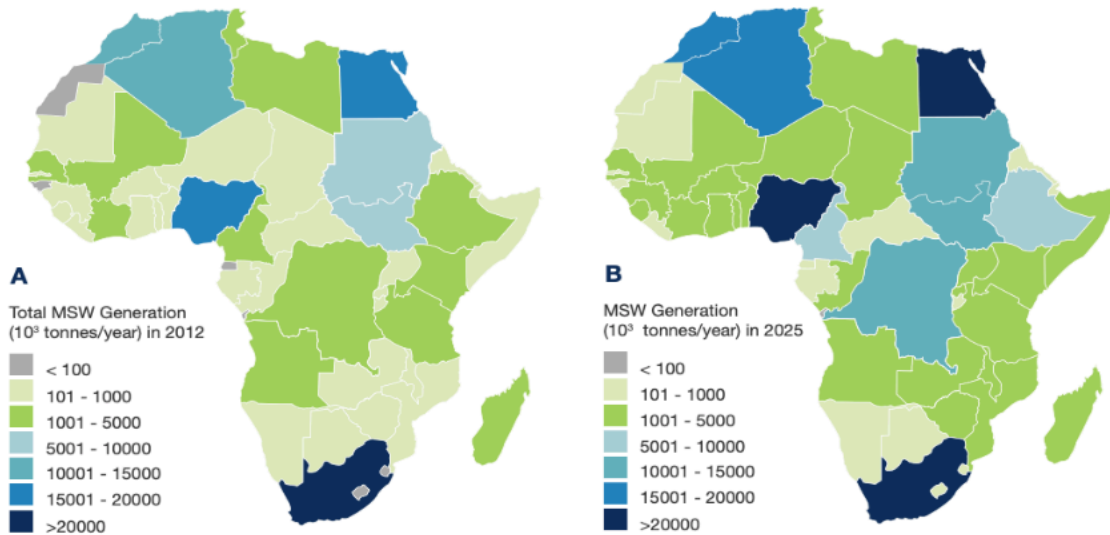 A
Total MSW Generation
(10³ tonnes/year) in 2012
< 100
101 - 1000
1001 - 5000
5001 - 10000
10001 - 15000
15001 - 20000
>20000
B
MSW Generation
(10³ tonnes/year) in 2025
< 100
101 - 1000
1001 - 5000
5001 - 10000
10001 - 15000
15001 - 20000
>20000